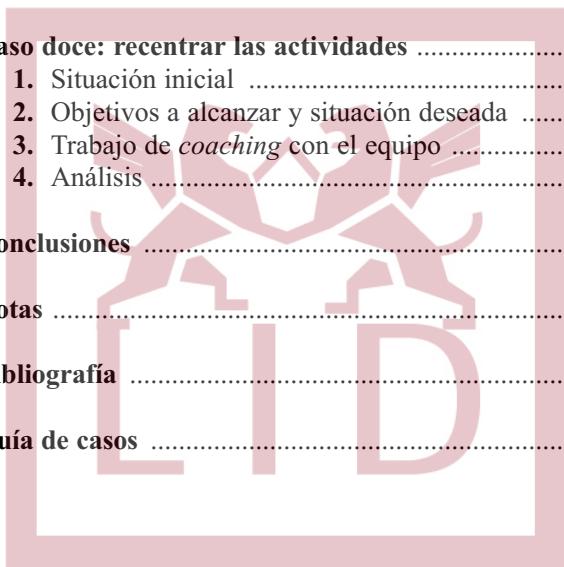 aso doce: recentrar las actividades ....................
1. Situación inicial ............................................
2. Objetivos a alcanzar y situación deseada ......
3. Trabajo de coaching con el equipo ................
4. Análisis ..........................................................
onclusiones ..........................................................
otas ........................................................................
bliografía ............................................................
uía de casos .........................................................
LID